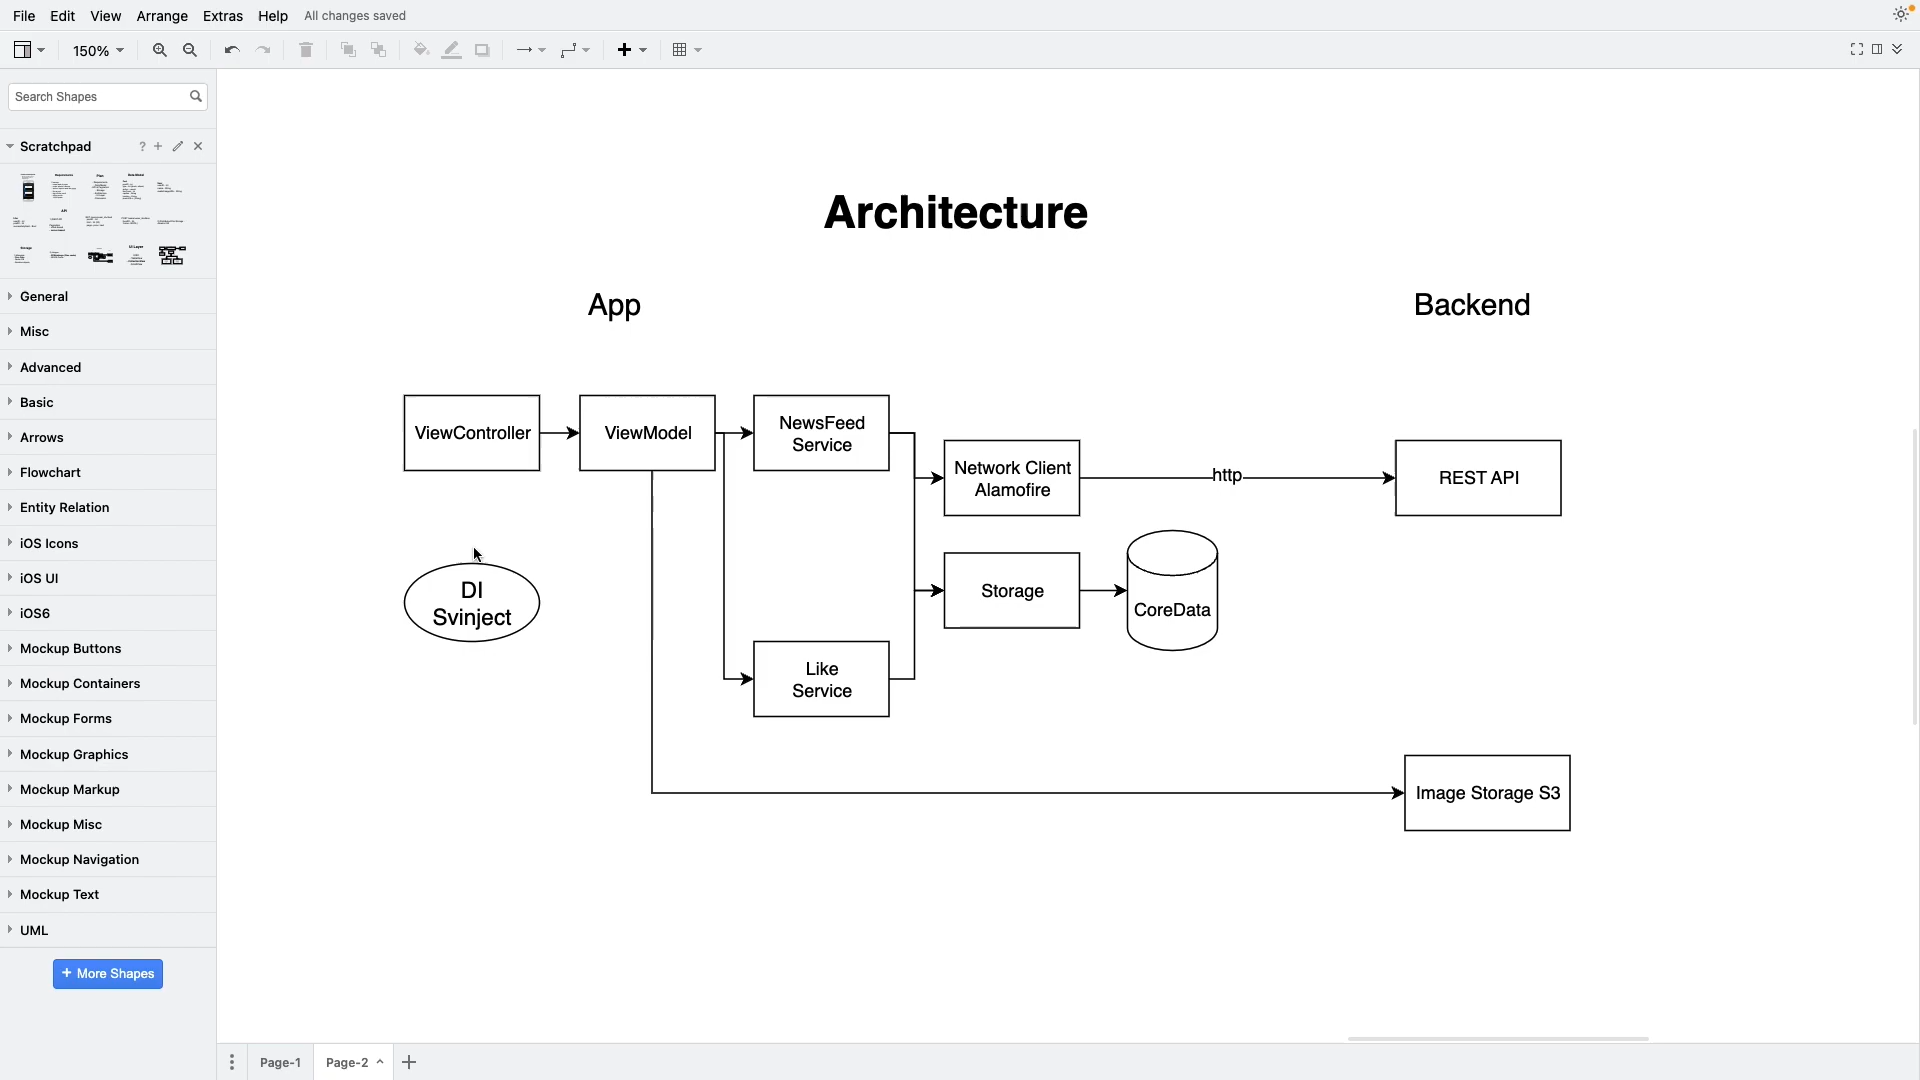 File Edit View Arrange Extras Help All changes saved
150%
Search Shapes
Scratchpad ? + 
General
Misc
Advanced
Basic
Arrows
Flowchart
Entity Relation
iOS Icons
iOS UI
iOS6
Mockup Buttons
Mockup Containers
Mockup Forms
Mockup Graphics
Mockup Markup
Mockup Misc
Mockup Navigation
Mockup Text
UML
+ More Shapes
Architecture
App
Backend
ViewController
ViewModel
NewsFeed
Service
Network Client
Alamofire
http
REST API
DI
Svinject
Storage
CoreData
Like
Service
Image Storage S3
Page-1
Page-2